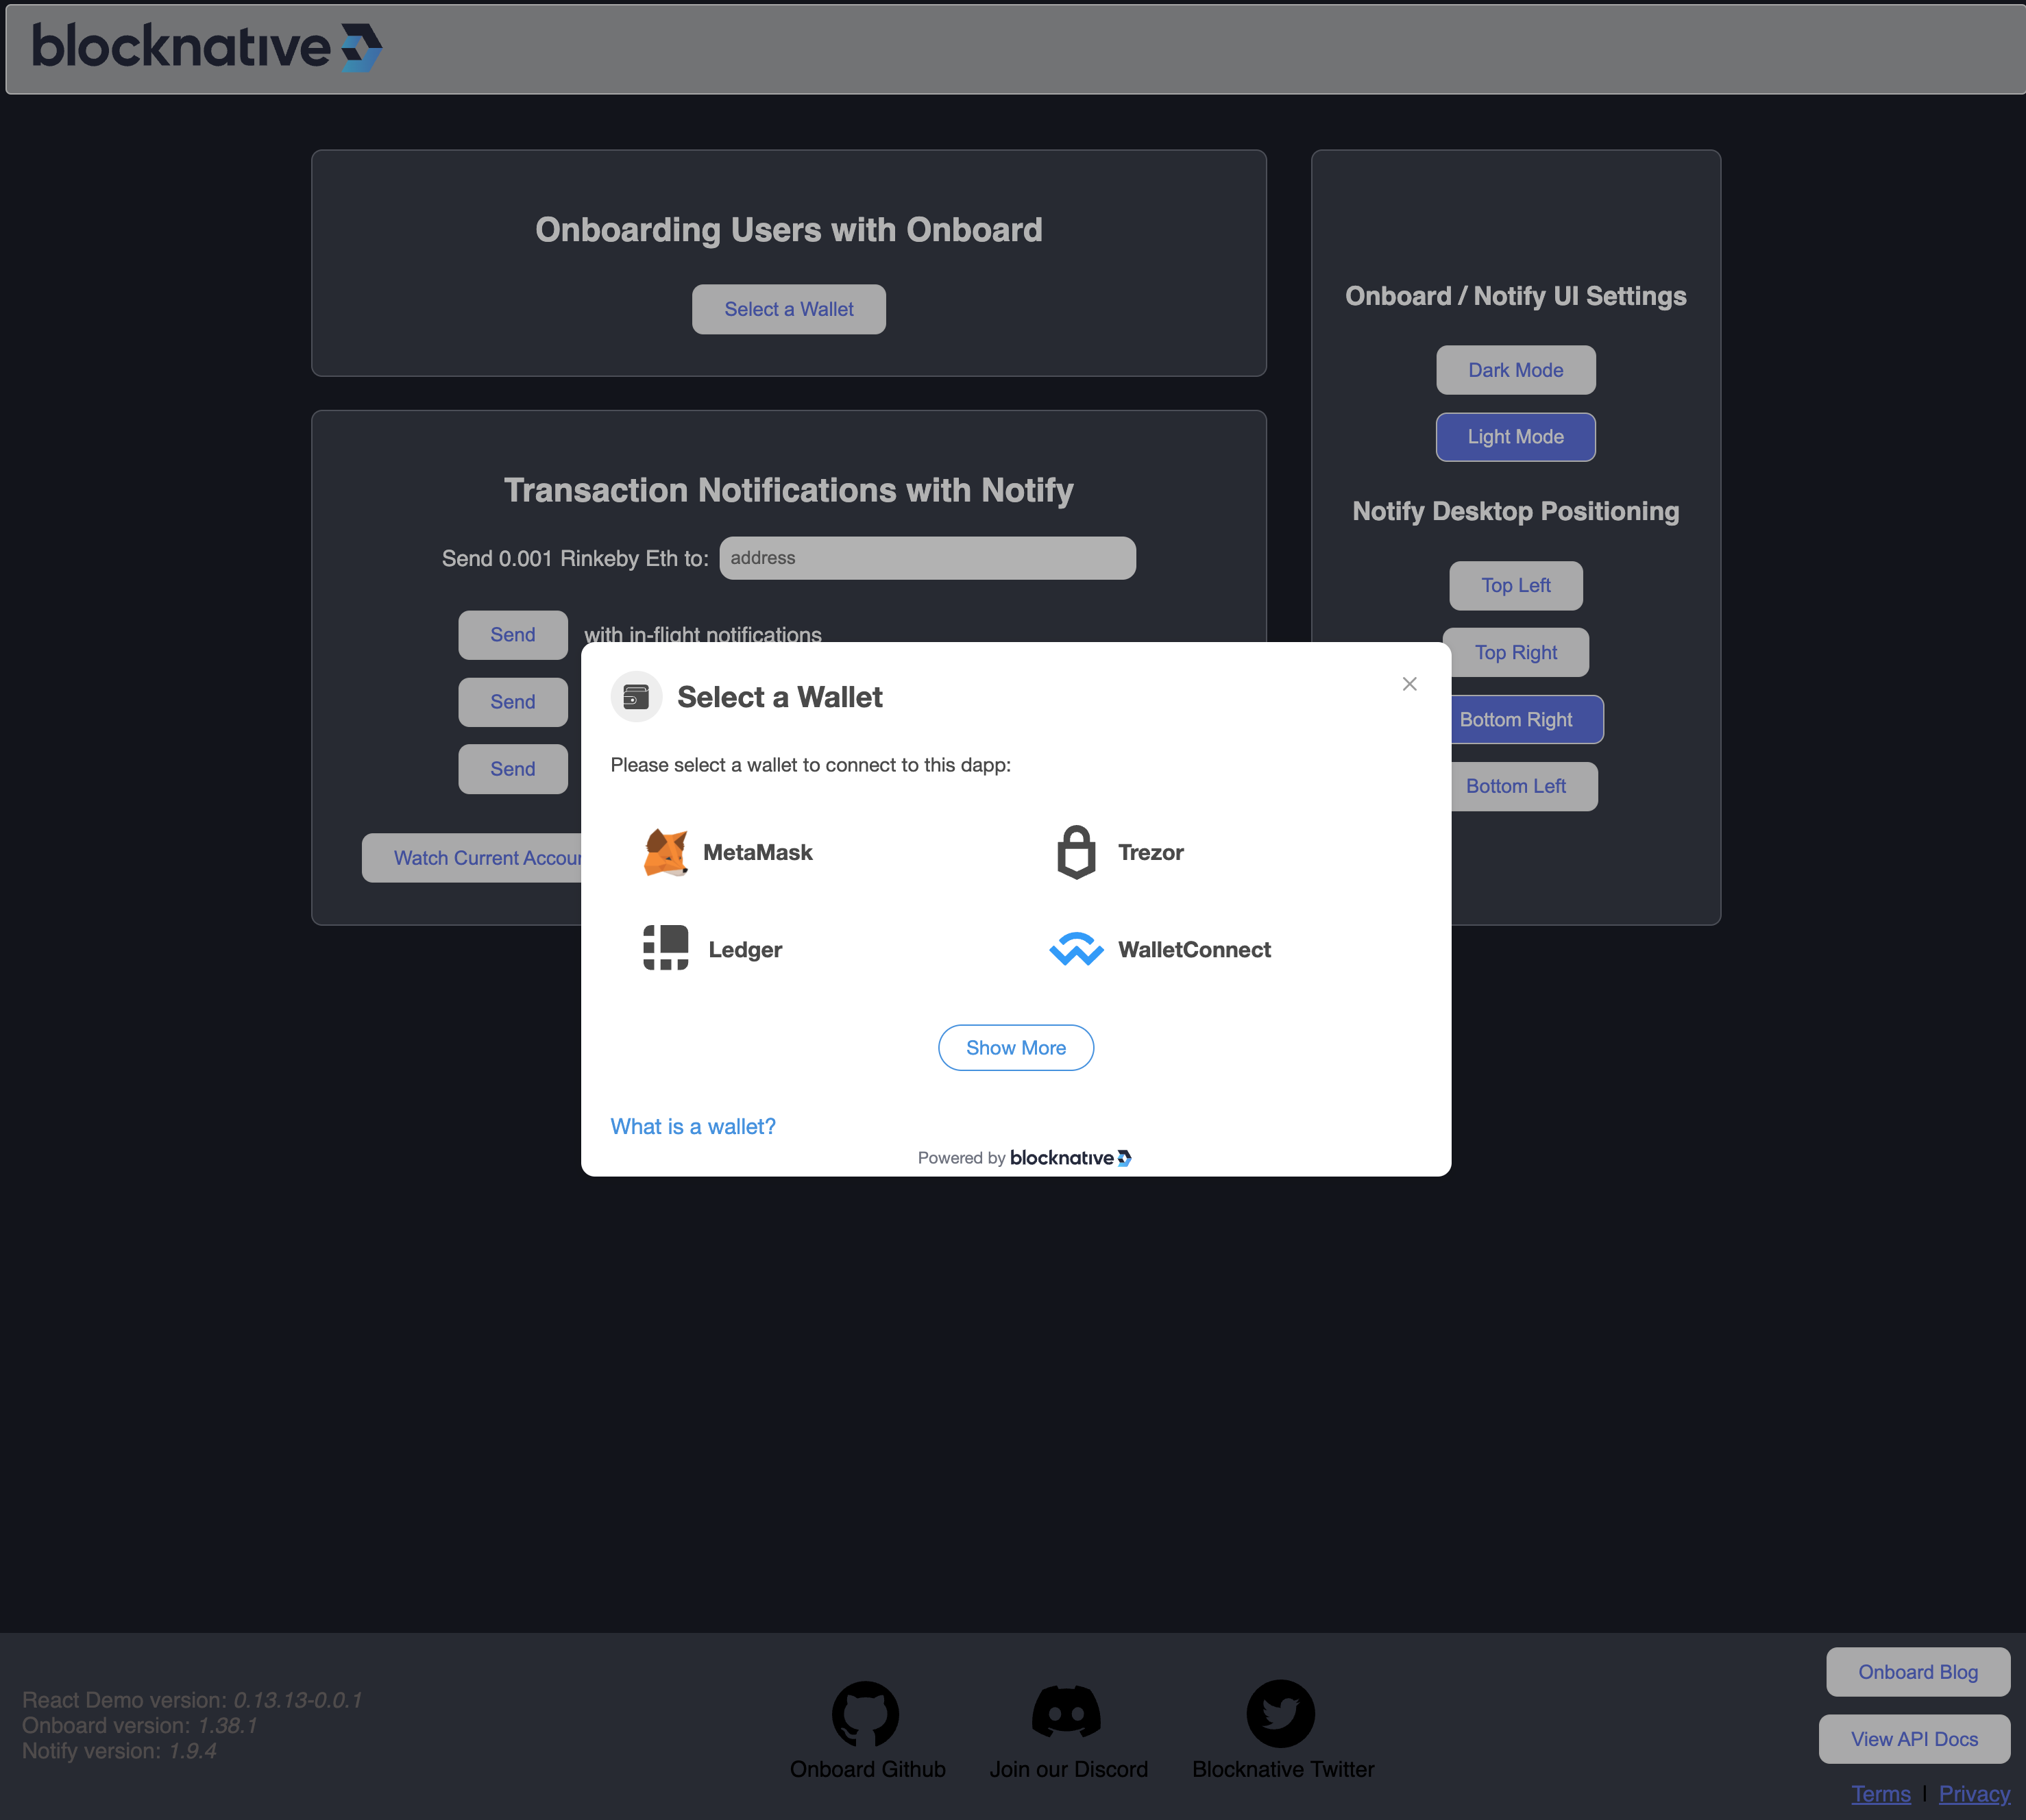 blocknative
Onboarding Users with Onboard
Select a Wallet
Transaction Notifications with Notify
Send 0.001 Rinkeby Eth to: address
Send with in-flight notifications
Send
Send
Watch Current Accoun
Onboard / Notify UI Settings
Dark Mode
Light Mode
Notify Desktop Positioning
Top Left
Top Right
Bottom Right
Bottom Left
Select a Wallet
Please select a wallet to connect to this dapp:
MetaMask
Trezor
Ledger
WalletConnect
Show More
What is a wallet?
Powered by blocknative
React Demo version: 0.13.13-0.0.1
Onboard version: 1.38.1
Notify version: 1.9.4
Onboard Github
Join our Discord
Blocknative Twitter
Onboard Blog
View API Docs
Terms | Privacy